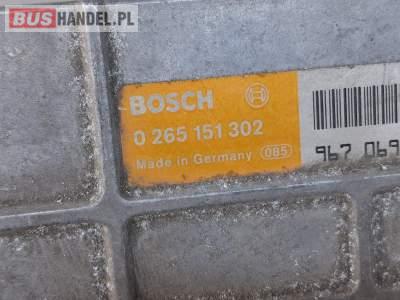 BUSHANDEL.PL
BOSCH
0 265 151 302
Made in Germany 085
967 069